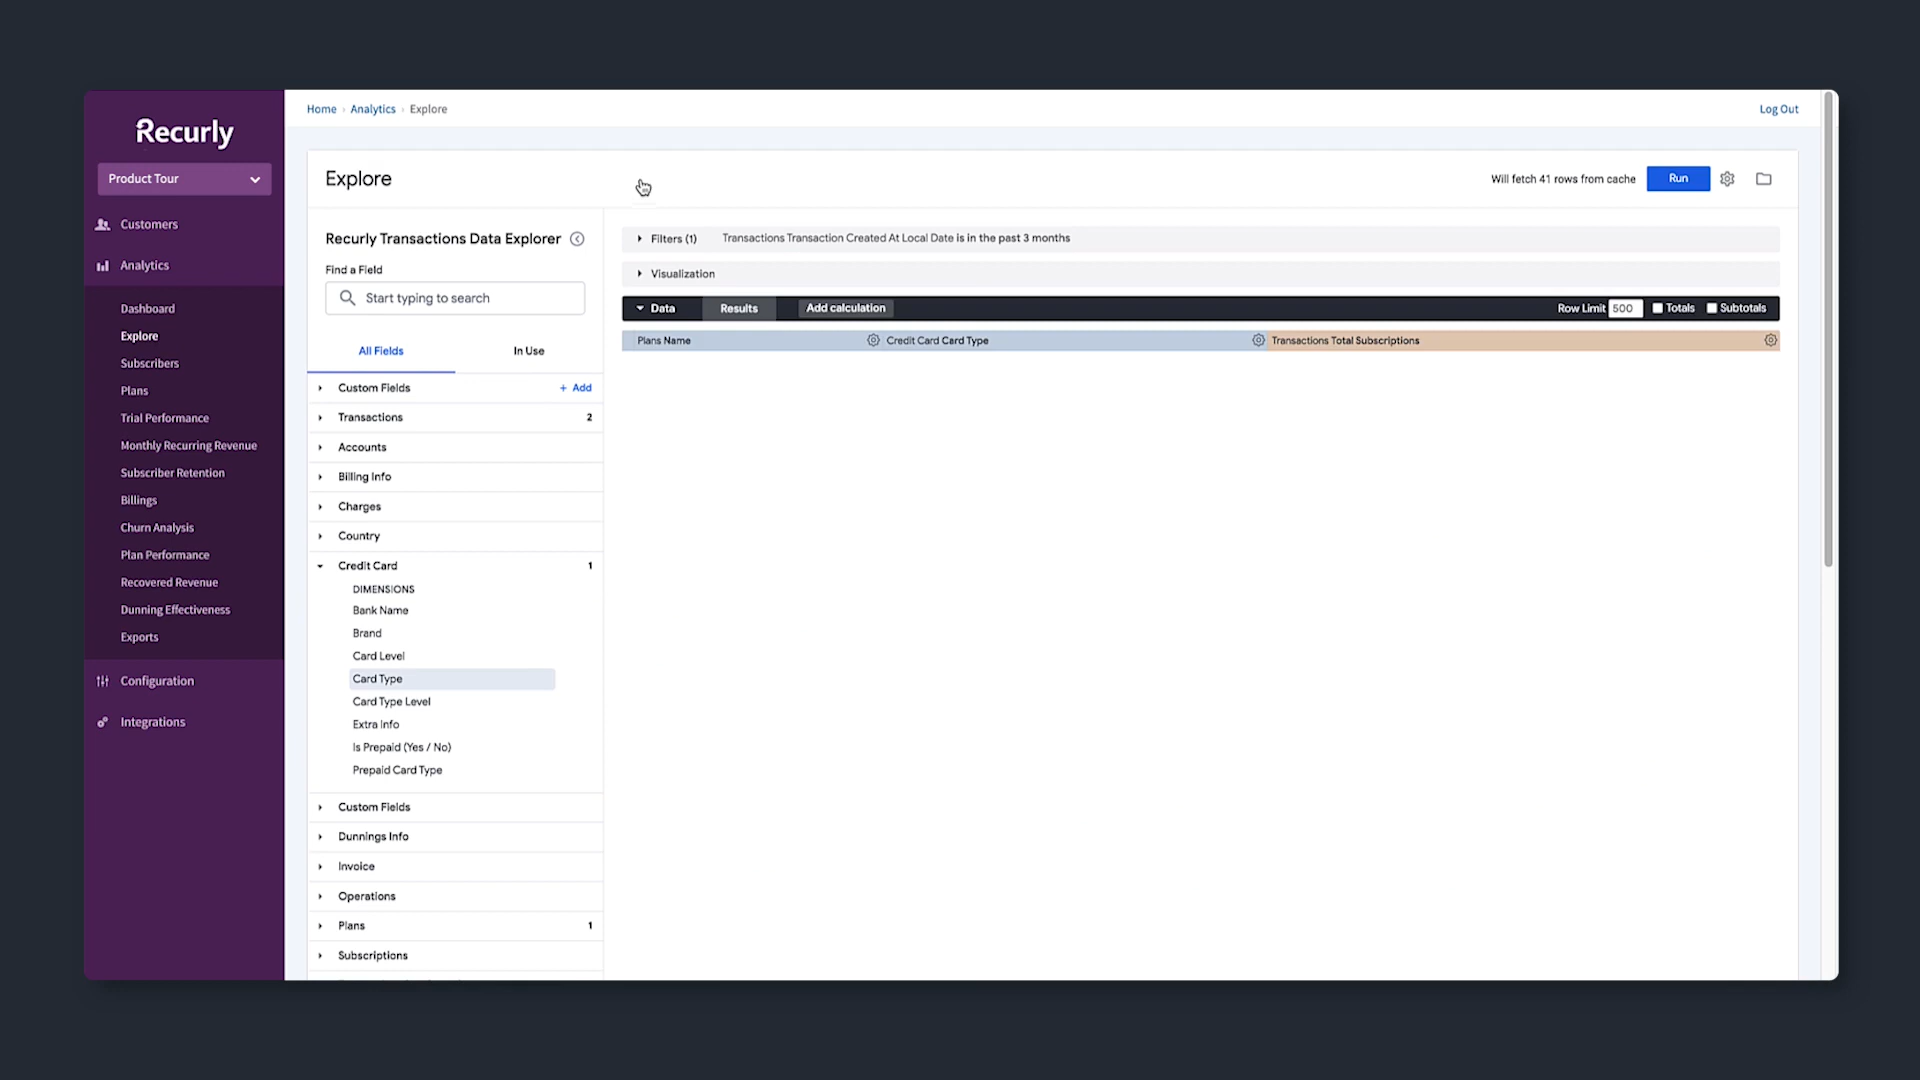 Recurly
Product Tour
Customers
Analytics
Dashboard
Explore
Subscribers
Plans
Trial Performance
Monthly Recurring Revenue
Subscriber Retention
Billings
Churn Analysis
Plan Performance
Recovered Revenue
Dunning Effectiveness
Exports
Configuration
Integrations
Home › Analytics › Explore
Log Out
Explore
Will fetch 41 rows from cache
Run
Recurly Transactions Data Explorer
Find a Field
Start typing to search
All Fields
In Use
Custom Fields
+ Add
Transactions 2
Accounts
Billing Info
Charges
Country
Credit Card 1
DIMENSIONS
Bank Name
Brand
Card Level
Card Type
Card Type Level
Extra Info
Is Prepaid (Yes / No)
Prepaid Card Type
Custom Fields
Dunnings Info
Invoice
Operations
Plans 1
Subscriptions
Filters (1) Transactions Transaction Created At Local Date is in the past 3 months
Visualization
Data Results Add calculation Row Limit 500 Totals Subtotals
Plans Name Credit Card Card Type Transactions Total Subscriptions